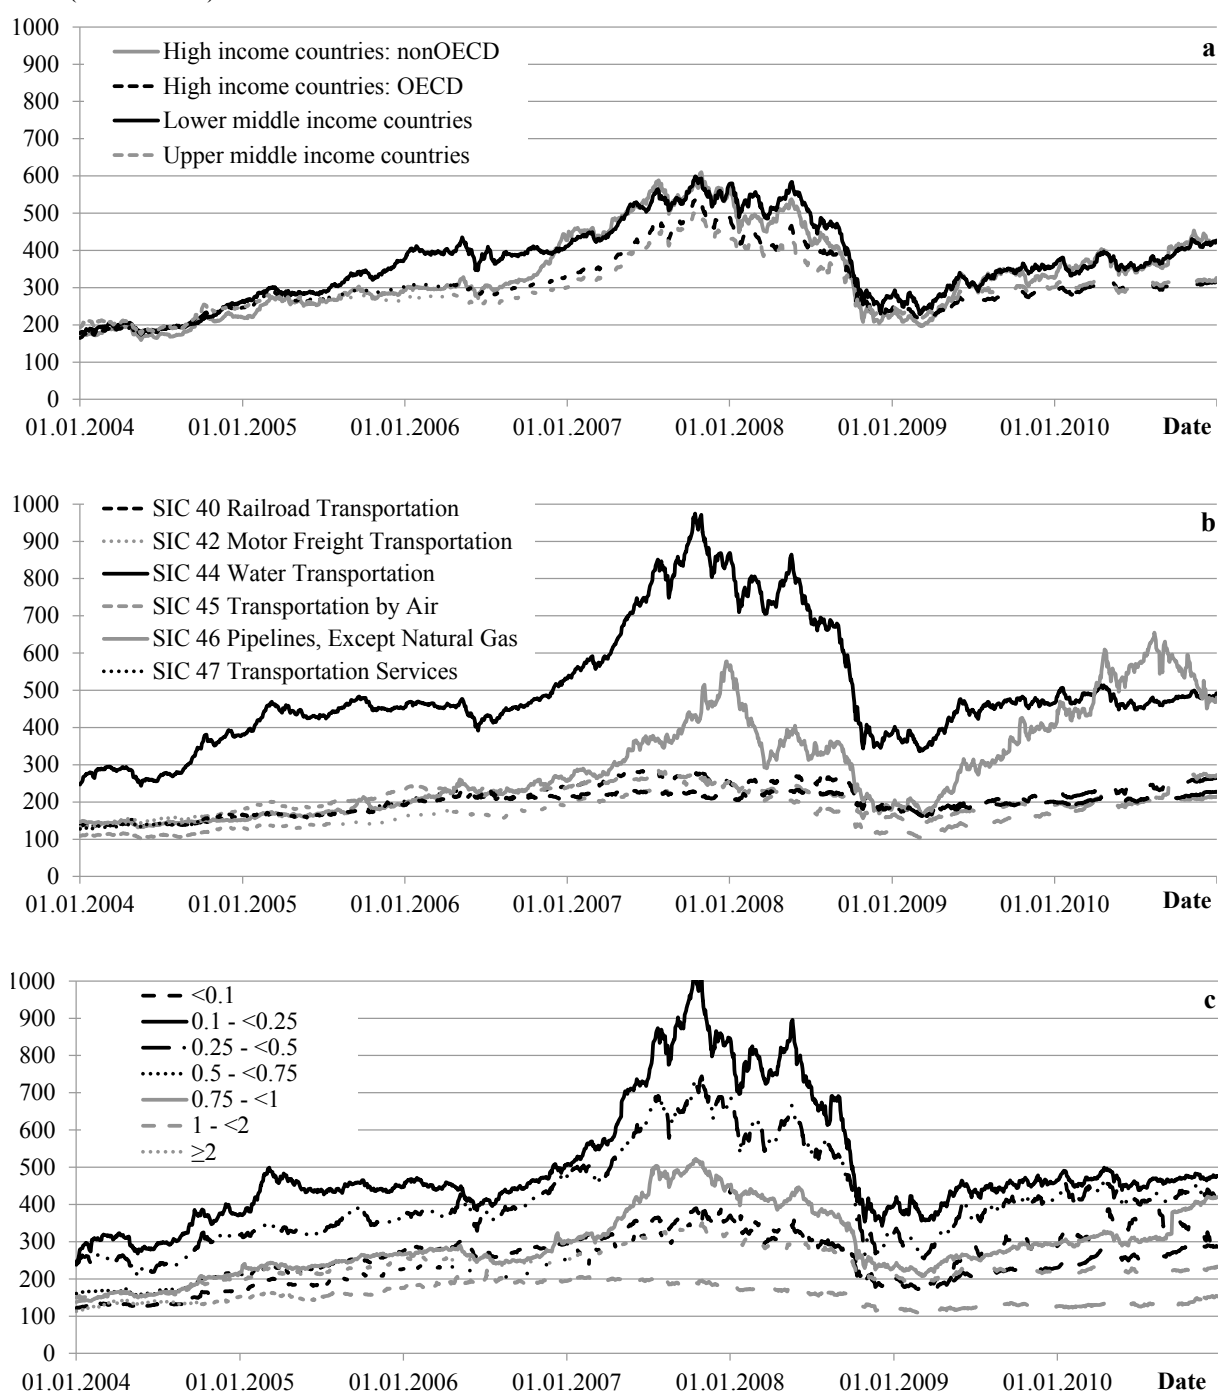 1000
a
900
800
700
600
500
400
300
200
100
0
High income countries: nonOECD
High income countries: OECD
Lower middle income countries
Upper middle income countries
01.01.2004 01.01.2005 01.01.2006 01.01.2007 01.01.2008 01.01.2009 01.01.2010 Date
1000
b
900
800
700
600
500
400
300
200
100
0
SIC 40 Railroad Transportation
SIC 42 Motor Freight Transportation
SIC 44 Water Transportation
SIC 45 Transportation by Air
SIC 46 Pipelines, Except Natural Gas
SIC 47 Transportation Services
01.01.2004 01.01.2005 01.01.2006 01.01.2007 01.01.2008 01.01.2009 01.01.2010 Date
1000
c
900
800
700
600
500
400
300
200
100
0
<0.1
0.1 - <0.25
0.25 - <0.5
0.5 - <0.75
0.75 - <1
1 - <2
≥2
01.01.2004 01.01.2005 01.01.2006 01.01.2007 01.01.2008 01.01.2009 01.01.2010 Date